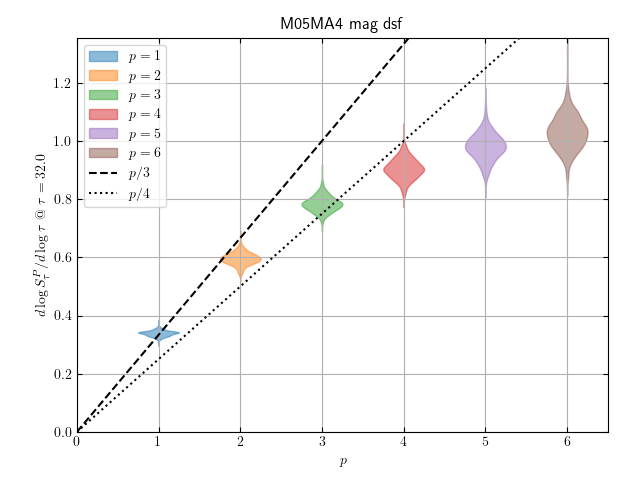 M05MA4 mag dsf
d log S_τ^P / d log τ @ τ = 32.0
1.2
1.0
0.8
0.6
0.4
0.2
0.0
p = 1
p = 2
p = 3
p = 4
p = 5
p = 6
p/3
p/4
0 1 2 3 4 5 6
p